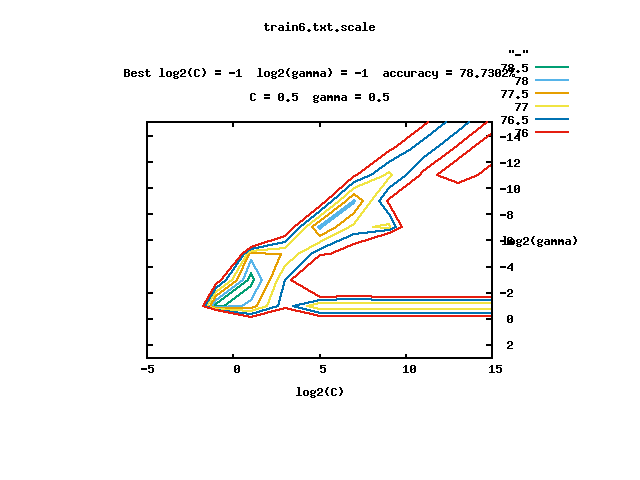 train6.txt.scale
"-"
Best log2(C) = -1  log2(gamma) = -1  accuracy = 78.7302%
78.5
78
C = 0.5  gamma = 0.5
77.5
77
76.5
76
-14
-12
-10
-8
-6
log2(gamma)
-4
-2
0
2
-5 0 5 10 15
log2(C)